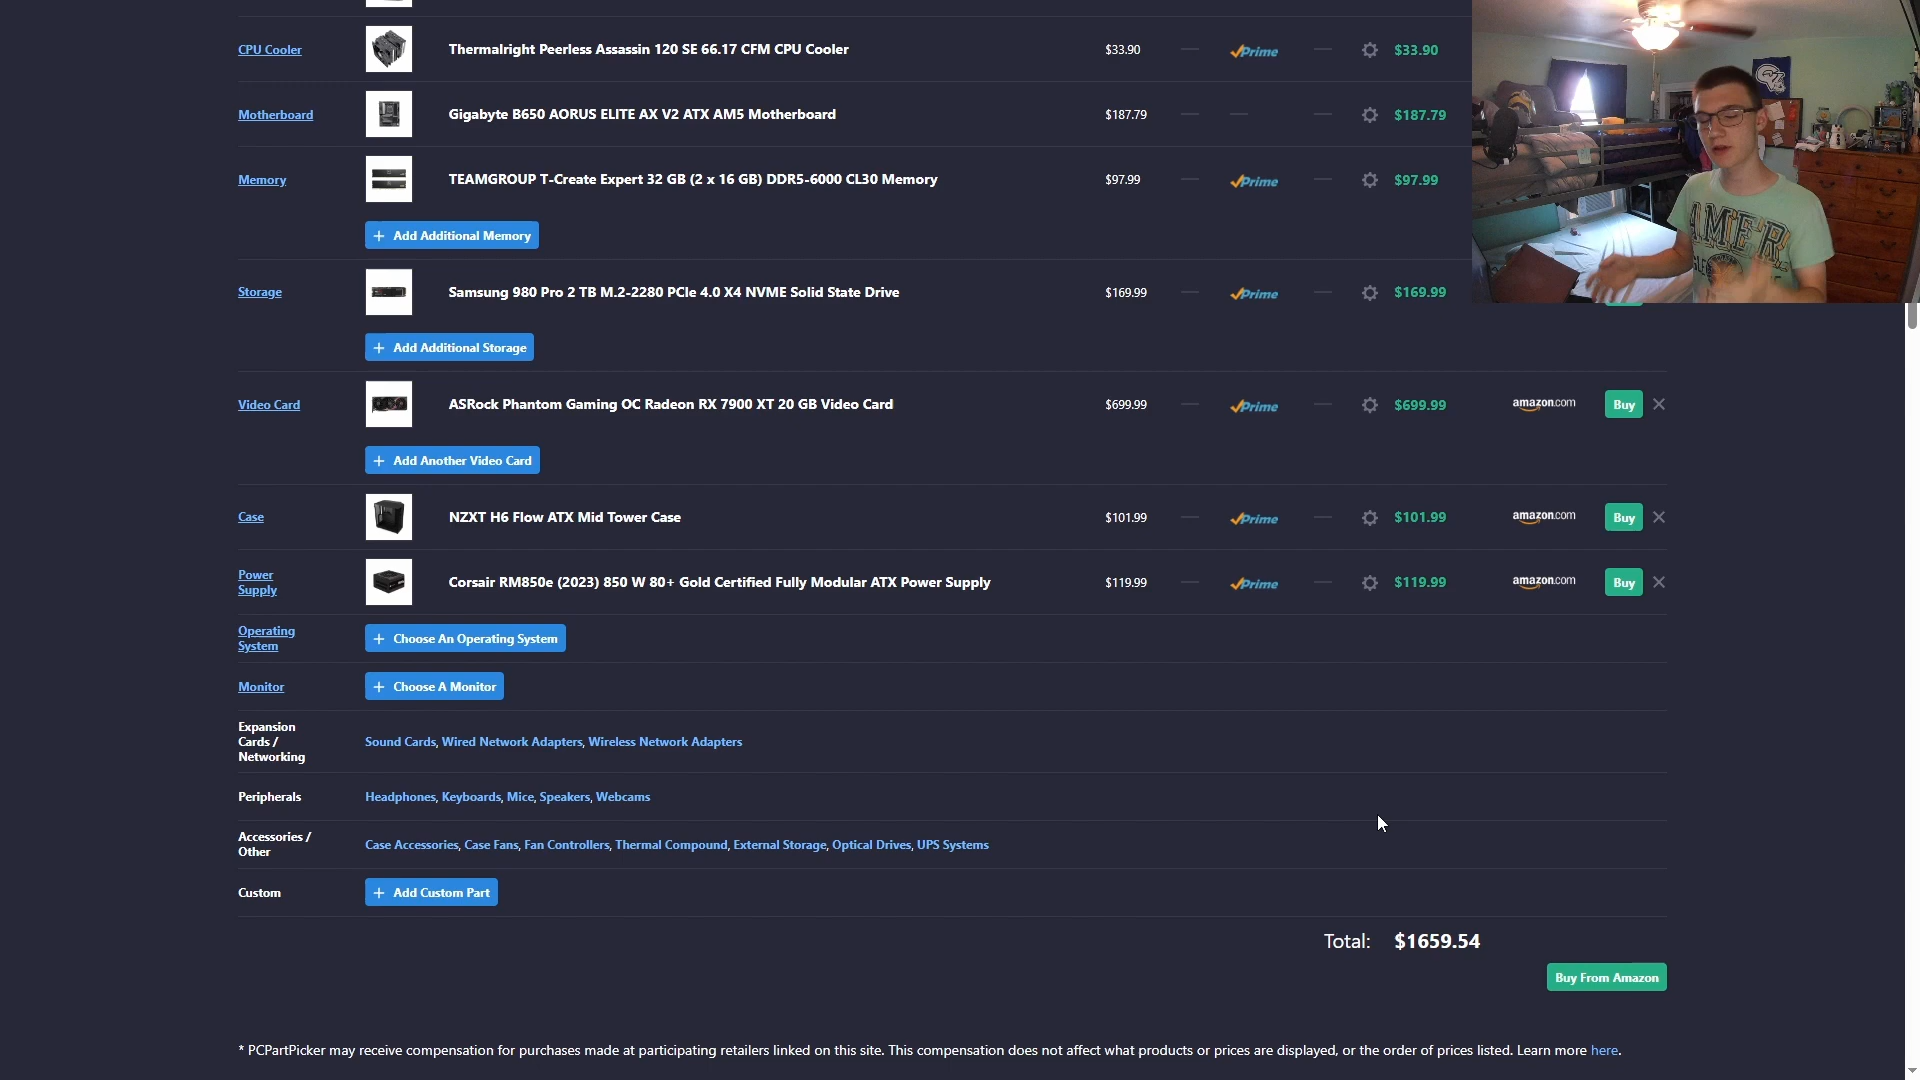 CPU Cooler Thermalright Peerless Assassin 120 SE 66.17 CFM CPU Cooler $33.90 Prime $33.90
Motherboard Gigabyte B650 AORUS ELITE AX V2 ATX AM5 Motherboard $187.79 $187.79
Memory TEAMGROUP T-Create Expert 32 GB (2 x 16 GB) DDR5-6000 CL30 Memory $97.99 Prime $97.99
+ Add Additional Memory
Storage Samsung 980 Pro 2 TB M.2-2280 PCIe 4.0 X4 NVME Solid State Drive $169.99 Prime $169.99
+ Add Additional Storage
Video Card ASRock Phantom Gaming OC Radeon RX 7900 XT 20 GB Video Card $699.99 Prime $699.99 amazon.com Buy
+ Add Another Video Card
Case NZXT H6 Flow ATX Mid Tower Case $101.99 Prime $101.99 amazon.com Buy
Power
Supply
Corsair RM850e (2023) 850 W 80+ Gold Certified Fully Modular ATX Power Supply $119.99 Prime $119.99 amazon.com Buy
Operating
System
+ Choose An Operating System
Monitor + Choose A Monitor
Expansion
Cards /
Networking
Sound Cards, Wired Network Adapters, Wireless Network Adapters
Peripherals Headphones, Keyboards, Mice, Speakers, Webcams
Accessories /
Other
Case Accessories, Case Fans, Fan Controllers, Thermal Compound, External Storage, Optical Drives, UPS Systems
Custom + Add Custom Part
Total: $1659.54
Buy From Amazon
* PCPartPicker may receive compensation for purchases made at participating retailers linked on this site. This compensation does not affect what products or prices are displayed, or the order of prices listed. Learn more here.